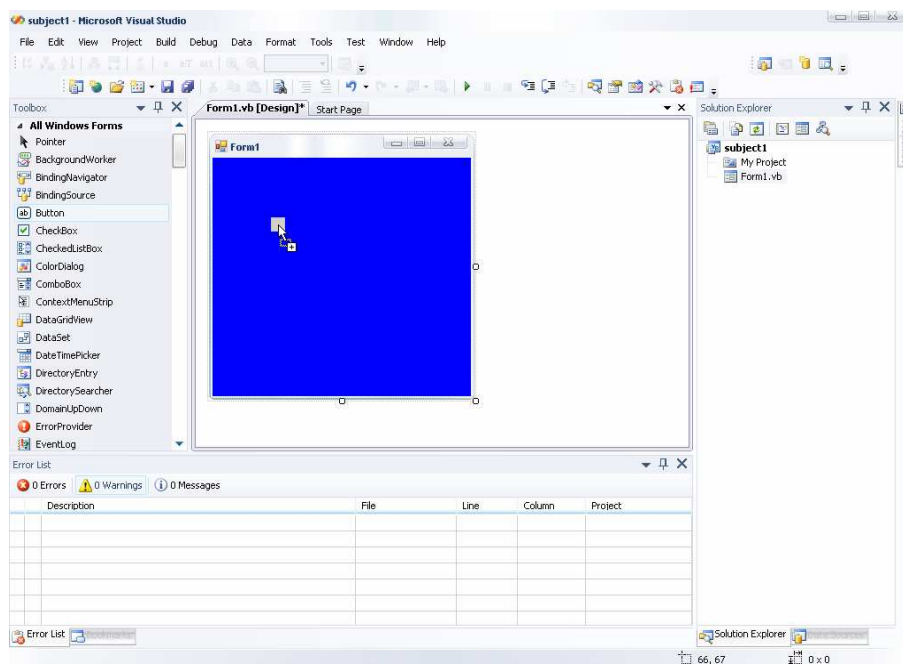 subject1 - Microsoft Visual Studio
File Edit View Project Build Debug Data Format Tools Test Window Help
Toolbox
Form1.vb [Design]* Start Page
Solution Explorer
All Windows Forms
Pointer
BackgroundWorker
BindingNavigator
BindingSource
Button
CheckBox
CheckedListBox
ColorDialog
ComboBox
ContextMenuStrip
DataGridView
DataSet
DateTimePicker
DirectoryEntry
DirectorySearcher
DomainUpDown
ErrorProvider
EventLog
Form1
subject1
My Project
Form1.vb
Error List
0 Errors 0 Warnings 0 Messages
Description File Line Column Project
Error List
Solution Explorer
66, 67 0 x 0